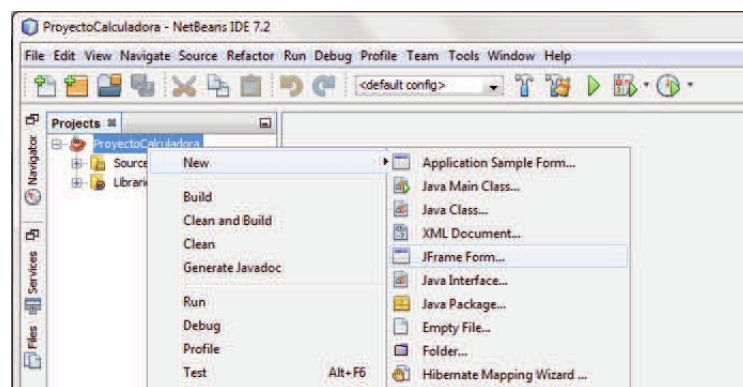 ProyectoCalculadora - NetBeans IDE 7.2
File Edit View Navigate Source Refactor Run Debug Profile Team Tools Window Help
<default config>
Projects
Navigator
Services
Files
ProyectoCalculadora
Source
Librari
New
Build
Clean and Build
Clean
Generate Javadoc
Run
Debug
Profile
Test Alt+F6
Application Sample Form...
Java Main Class...
Java Class...
XML Document...
JFrame Form...
Java Interface...
Java Package...
Empty File...
Folder...
Hibernate Mapping Wizard ...